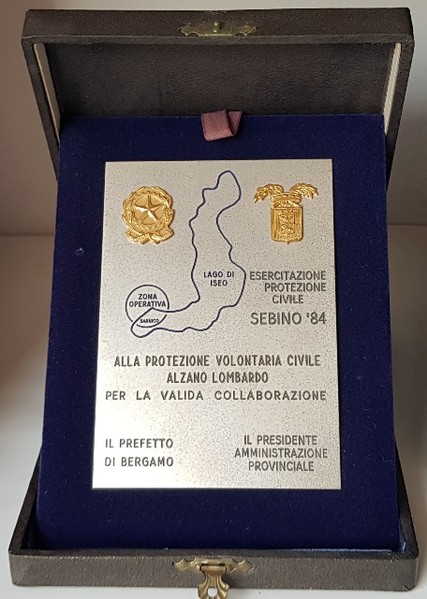 LAGO DI
ISEO
ZONA
OPERATIVA
SARNICO
ESERCITAZIONE
PROTEZIONE
CIVILE
SEBINO '84
ALLA PROTEZIONE VOLONTARIA CIVILE
ALZANO LOMBARDO
PER LA VALIDA COLLABORAZIONE
IL PREFETTO
DI BERGAMO
IL PRESIDENTE
AMMINISTRAZIONE
PROVINCIALE